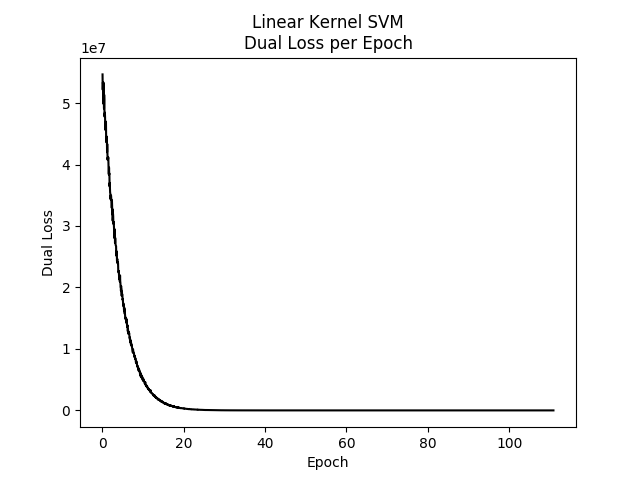 Linear Kernel SVM
Dual Loss per Epoch
1e7
5
4
3
2
1
0
Dual Loss
0 20 40 60 80 100
Epoch